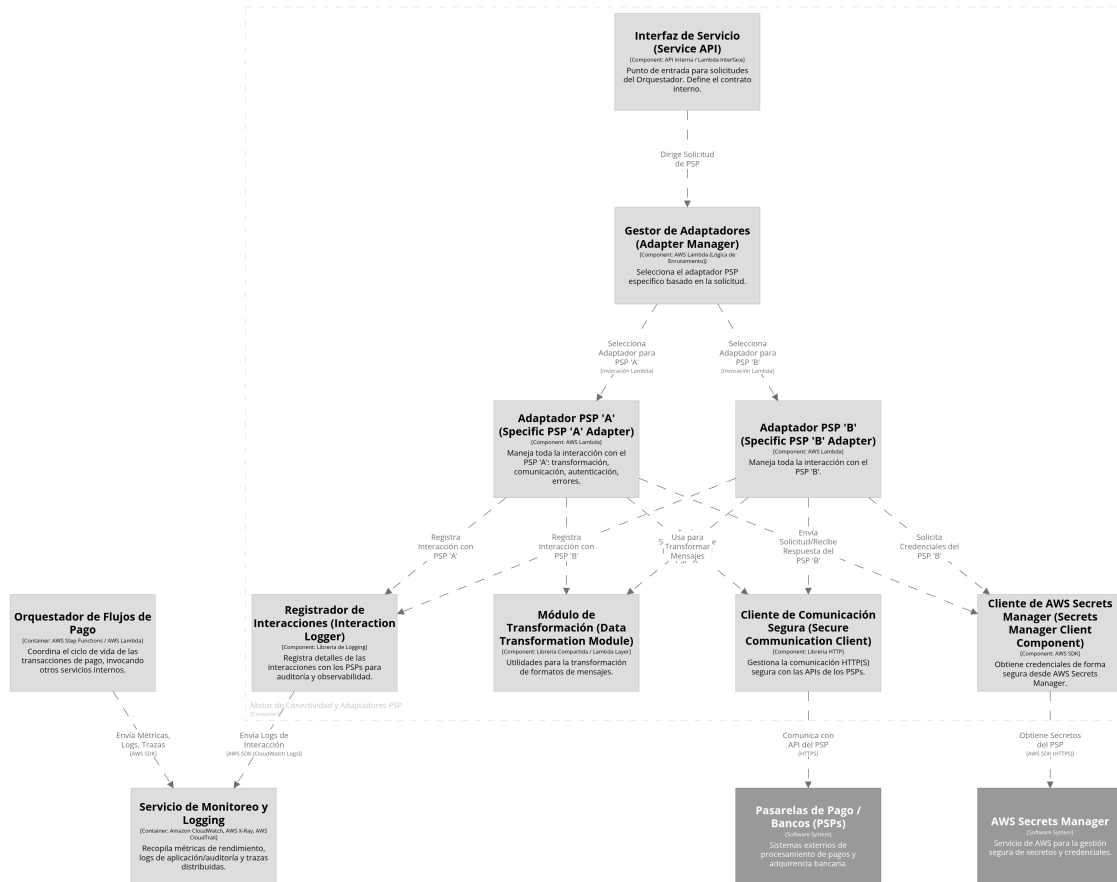 Interfaz de Servicio
(Service API)
[Component: API Interna / Lambda Interface]
Punto de entrada para solicitudes
del Orquestador. Define el contrato
interno.
Dirige Solicitud
de PSP
Gestor de Adaptadores
(Adapter Manager)
[Component: AWS Lambda (Lógica de
Enrutamiento)]
Selecciona el adaptador PSP
específico basado en la solicitud.
Selecciona
Adaptador para
PSP 'A'
[Invocación Lambda]
Selecciona
Adaptador para
PSP 'B'
[Invocación Lambda]
Adaptador PSP 'A'
(Specific PSP 'A' Adapter)
[Component: AWS Lambda]
Maneja toda la interacción con el
PSP 'A': transformación,
comunicación, autenticación,
errores.
Adaptador PSP 'B'
(Specific PSP 'B' Adapter)
[Component: AWS Lambda]
Maneja toda la interacción con el
PSP 'B'.
Registra
Interacción con
PSP 'A'
Registra
Interacción con
PSP 'B'
Usa para
Transformar
Mensajes
Envía
Solicitud/Recibe
Respuesta del
PSP 'B'
Solicita
Credenciales del
PSP 'B'
Orquestador de Flujos de
Pago
[Container: AWS Step Functions / AWS Lambda]
Coordina el ciclo de vida de las
transacciones de pago, invocando
otros servicios internos.
Registrador de
Interacciones (Interaction
Logger)
[Component: Librería de Logging]
Registra detalles de las
interacciones con los PSPs para
auditoría y observabilidad.
Módulo de
Transformación (Data
Transformation Module)
[Component: Librería Compartida / Lambda Layer]
Utilidades para la transformación
de formatos de mensajes.
Cliente de Comunicación
Segura (Secure
Communication Client)
[Component: Librería HTTP]
Gestiona la comunicación HTTP(S)
segura con las APIs de los PSPs.
Cliente de AWS Secrets
Manager (Secrets
Manager Client
Component)
[Component: AWS SDK]
Obtiene credenciales de forma
segura desde AWS Secrets
Manager.
Motor de Conectividad y Adaptadores PSP
[Container]
Envía Métricas,
Logs, Trazas
[AWS SDK]
Envía Logs de
Interacción
[AWS SDK (CloudWatch Logs)]
Comunica con
API del PSP
[HTTPS]
Obtiene Secretos
del PSP
[AWS SDK (HTTPS)]
Servicio de Monitoreo y
Logging
[Container: Amazon CloudWatch, AWS X-Ray, AWS
CloudTrail]
Recopila métricas de rendimiento,
logs de aplicación/auditoría y trazas
distribuidas.
Pasarelas de Pago /
Bancos (PSPs)
[Software System]
Sistemas externos de
procesamiento de pagos y
adquirencia bancaria.
AWS Secrets Manager
[Software System]
Servicio de AWS para la gestión
segura de secretos y credenciales.